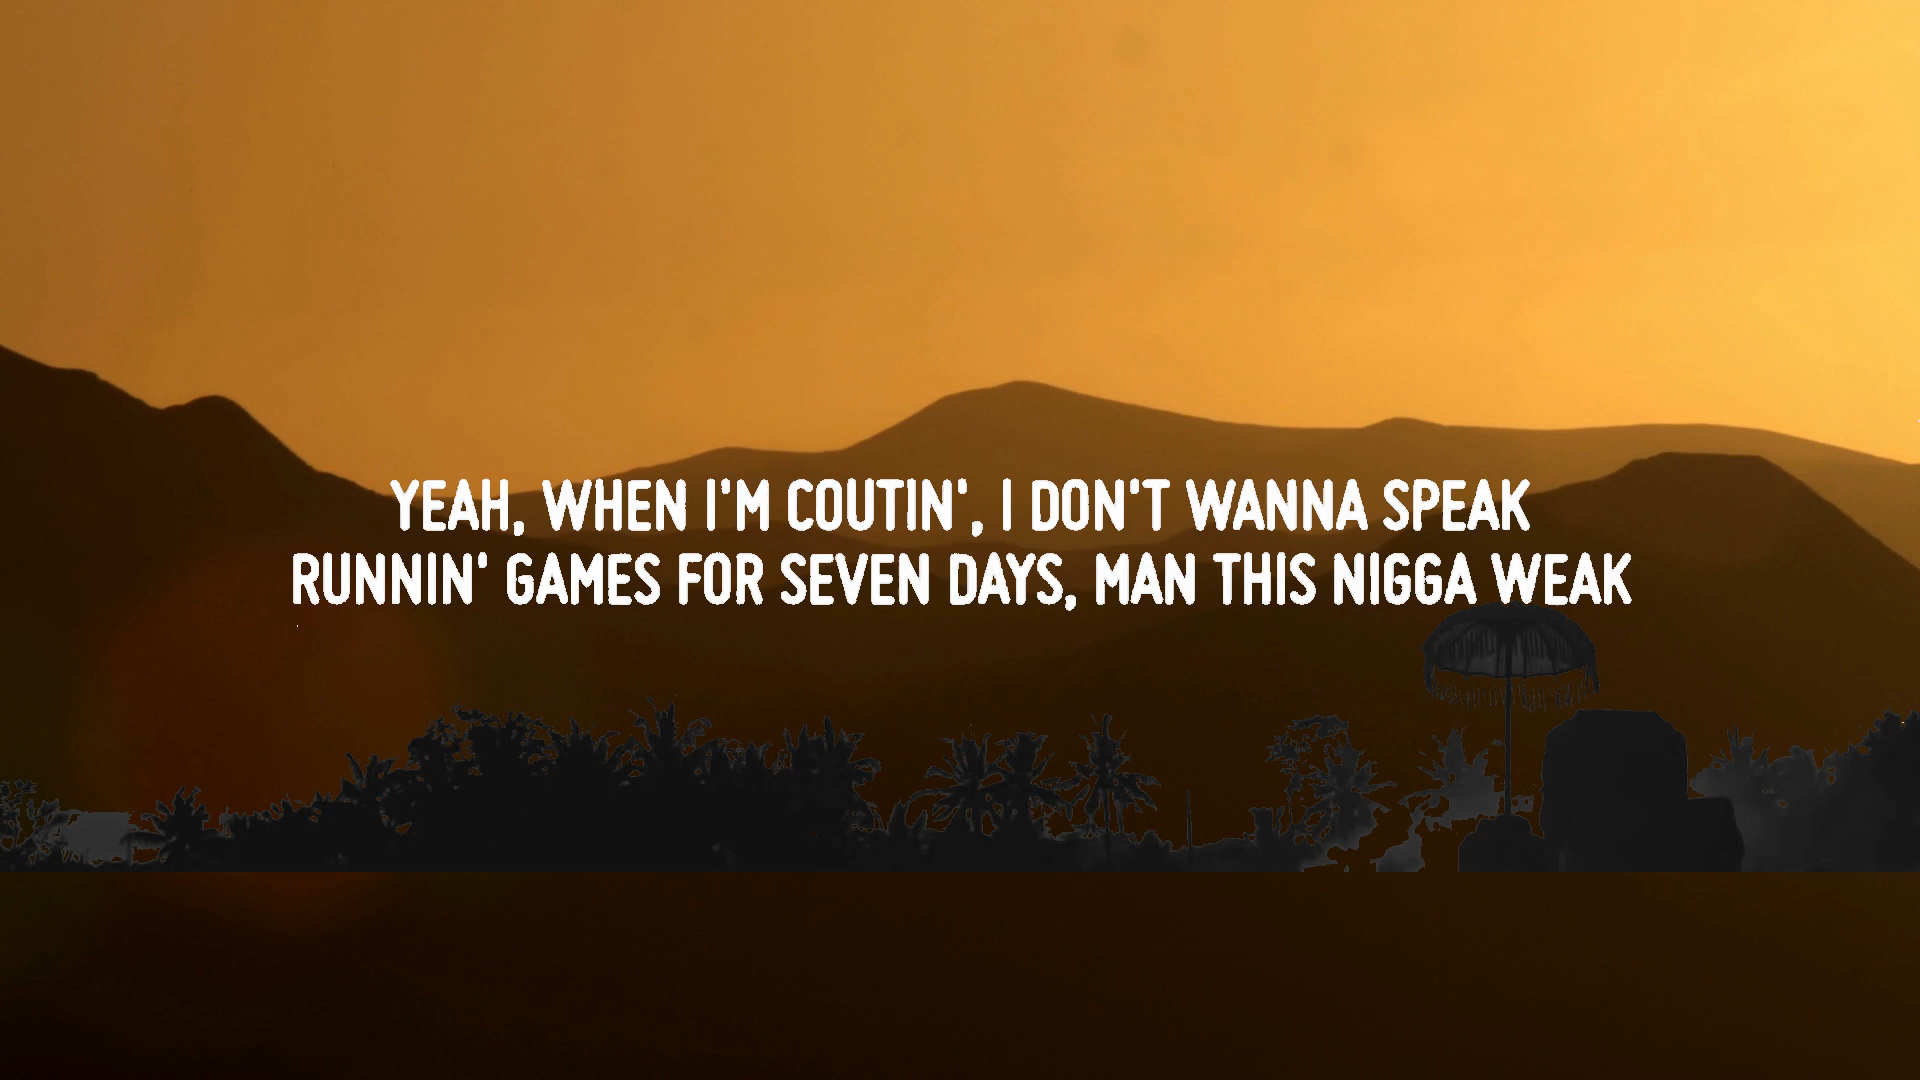 YEAH, WHEN I'M COUTIN', I DON'T WANNA SPEAK
RUNNIN' GAMES FOR SEVEN DAYS, MAN THIS NIGGA WEAK